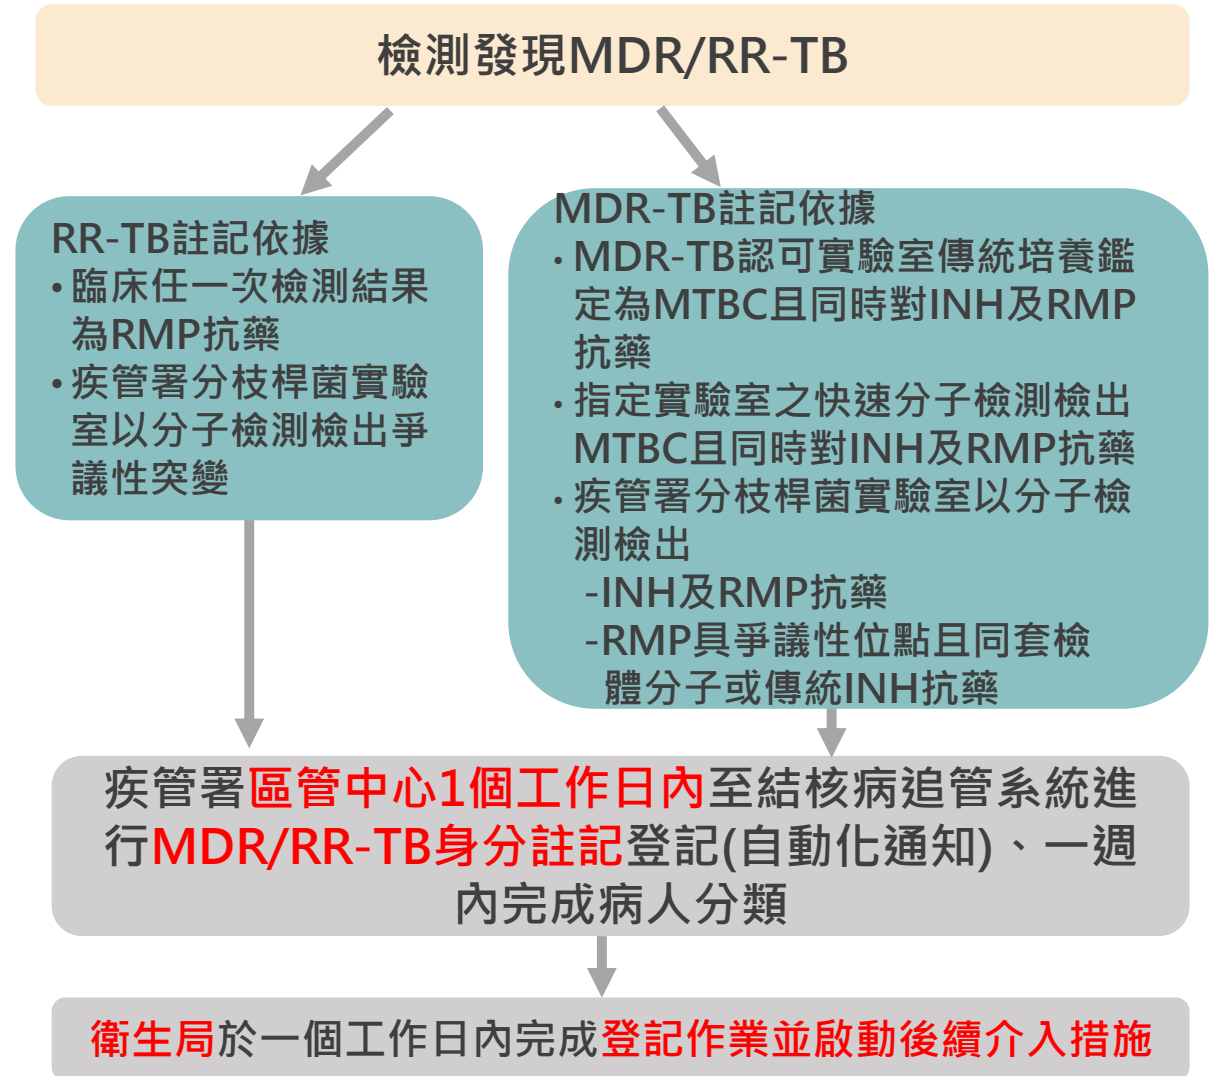 檢測發現MDR/RR-TB
RR-TB註記依據
•臨床任一次檢測結果
為RMP抗藥
•疾管署分枝桿菌實驗
室以分子檢測檢出爭
議性突變
MDR-TB註記依據
•MDR-TB認可實驗室傳統培養鑑
定為MTBC且同時對INH及RMP
抗藥
•指定實驗室之快速分子檢測檢出
MTBC且同時對INH及RMP抗藥
•疾管署分枝桿菌實驗室以分子檢
測檢出
-INH及RMP抗藥
-RMP具爭議性位點且同套檢
體分子或傳統INH抗藥
疾管署區管中心1個工作日內至結核病追管系統進
行MDR/RR-TB身分註記登記(自動化通知)、一週
內完成病人分類
衛生局於一個工作日內完成登記作業並啟動後續介入措施